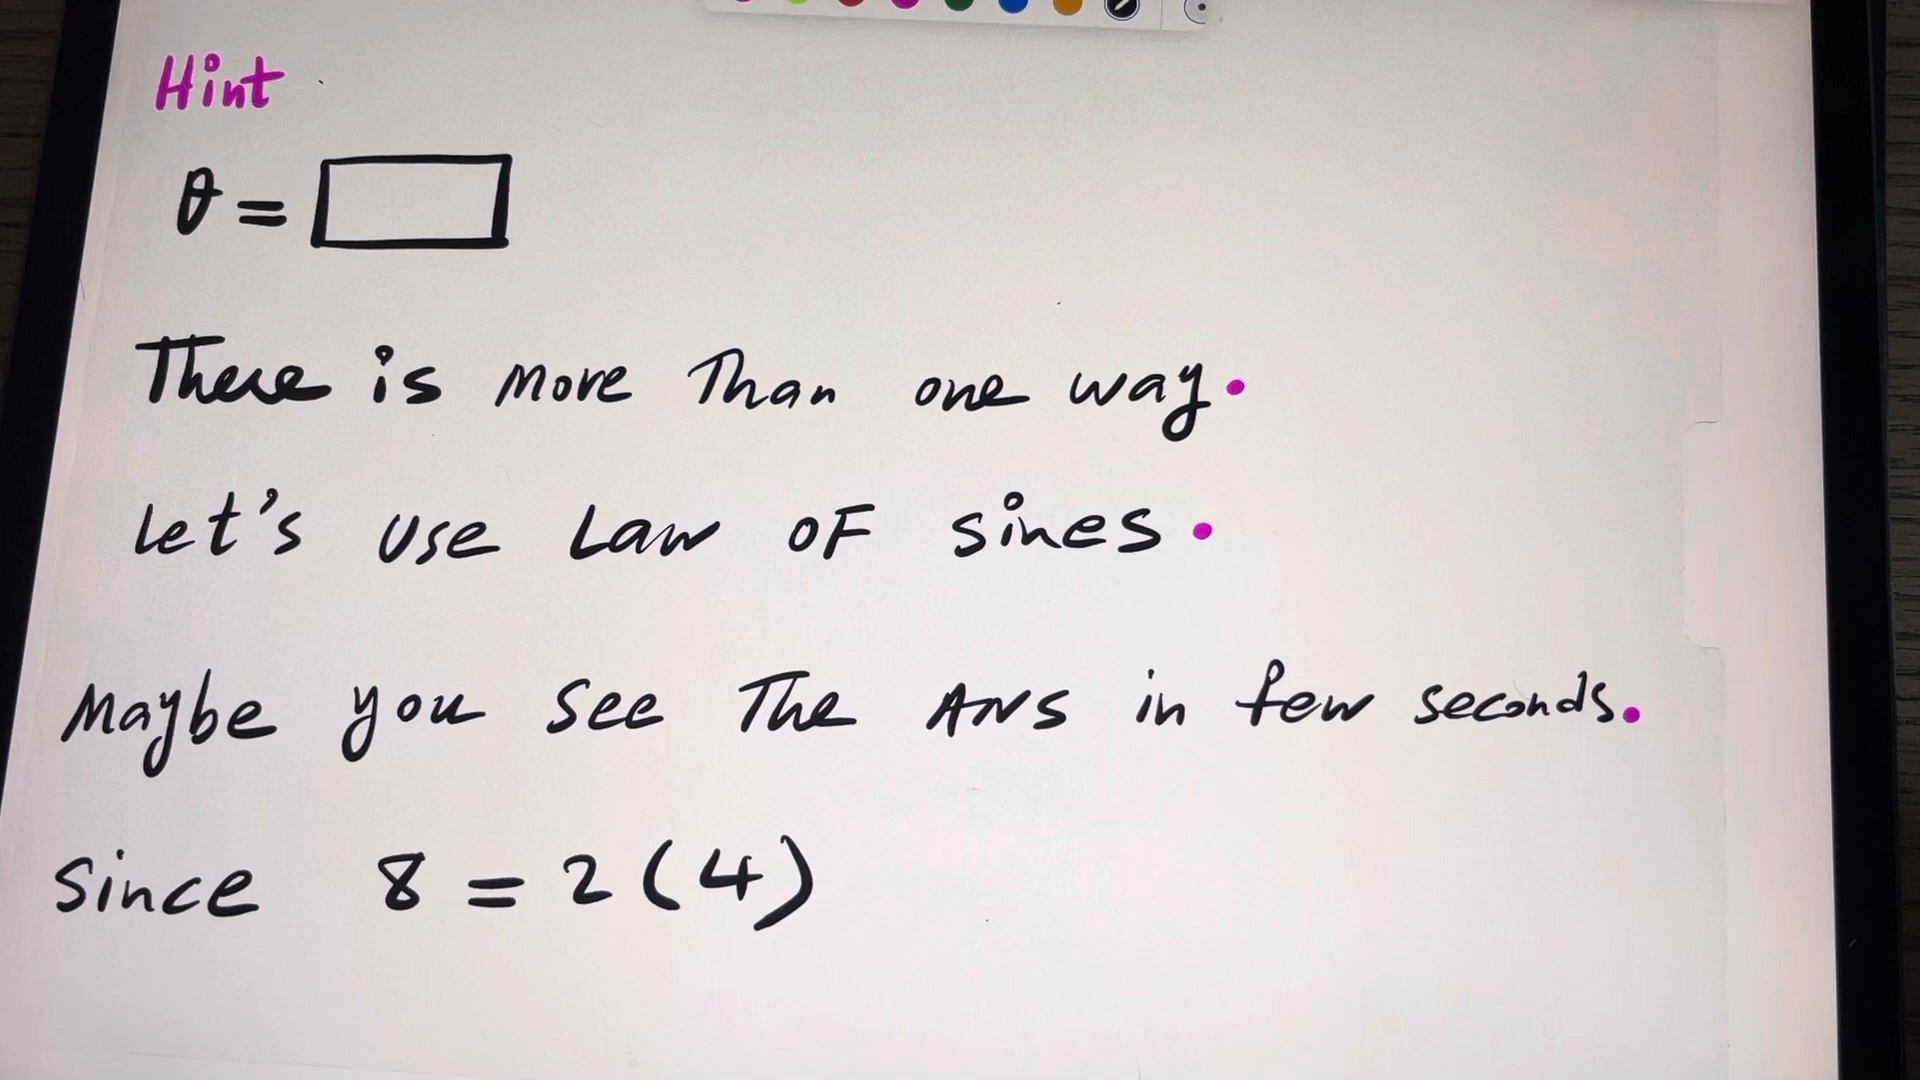 Hint
θ =
There is more Than one way.
Let's use Law OF sines.
Maybe you see The ANS in few seconds.
Since 8 = 2(4)